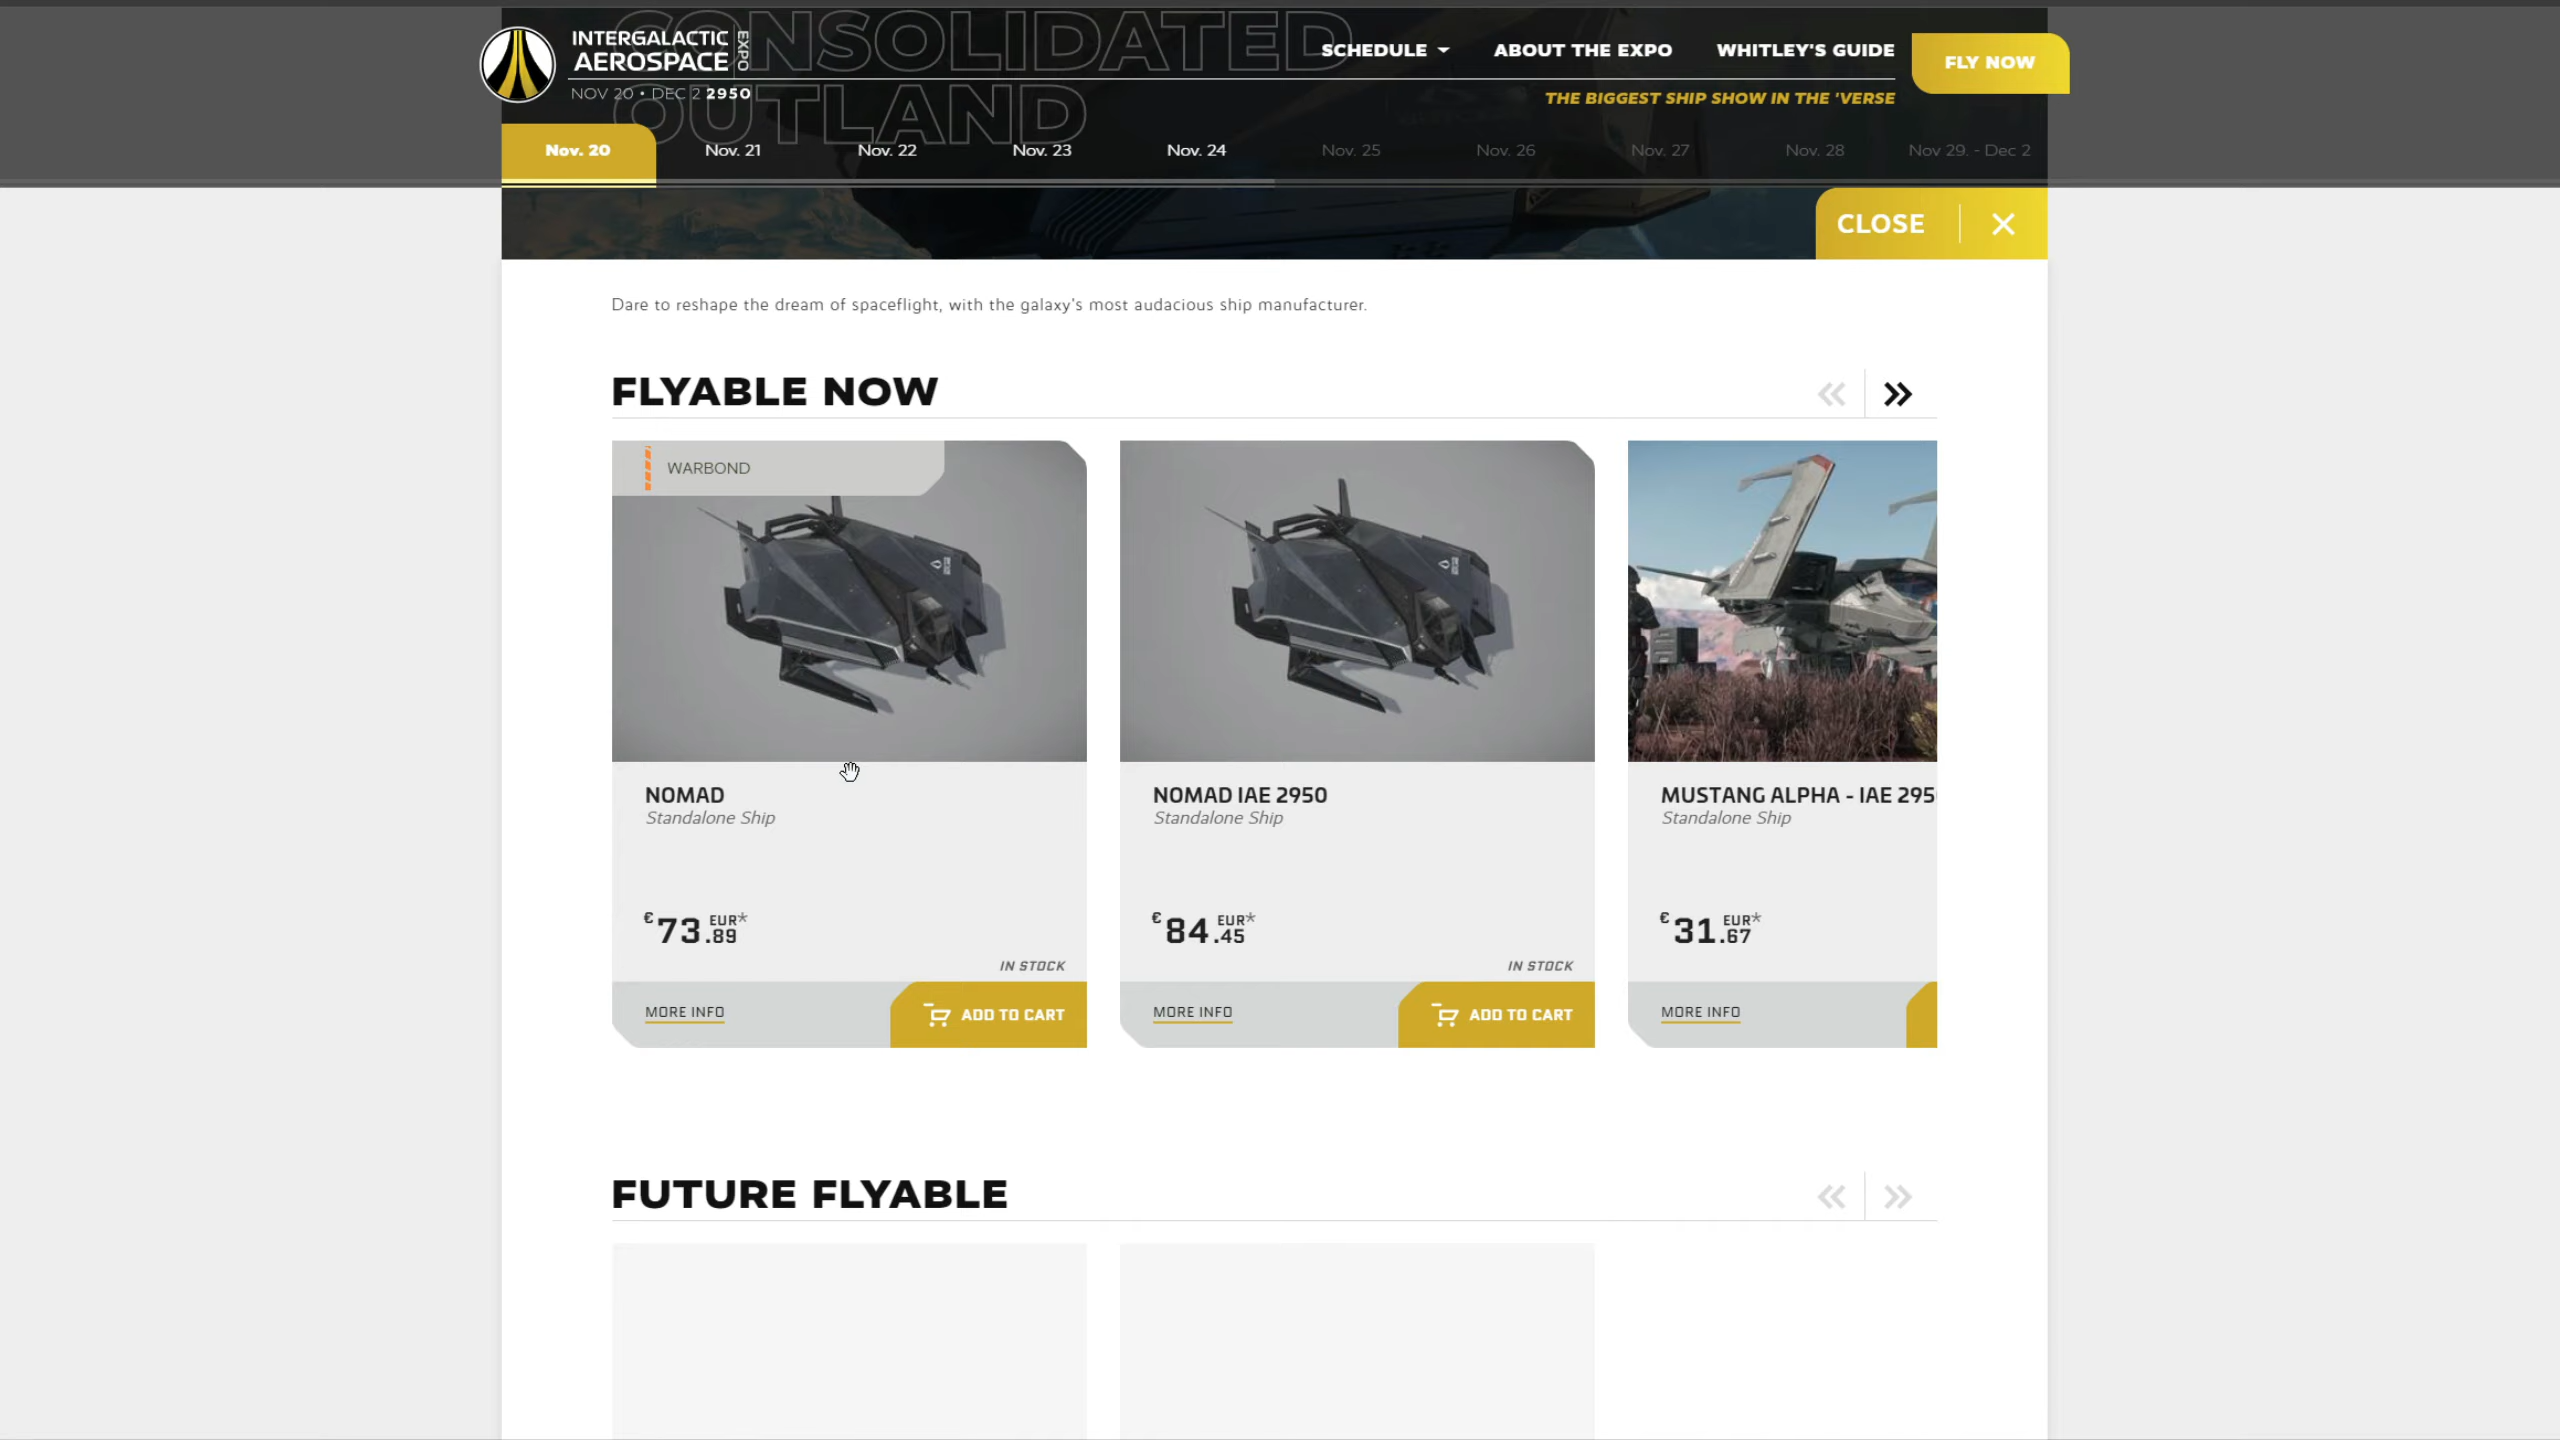 CONSOLIDATED
OUTLAND
INTERGALACTIC
AEROSPACE
EXPO
NOV 20 • DEC 2 2950
SCHEDULE
ABOUT THE EXPO
WHITLEY'S GUIDE
FLY NOW
THE BIGGEST SHIP SHOW IN THE 'VERSE
Nov. 20
Nov. 21
Nov. 22
Nov. 23
Nov. 24
Nov. 25
Nov. 26
Nov. 27
Nov. 28
Nov 29. - Dec 2
CLOSE
Dare to reshape the dream of spaceflight, with the galaxy's most audacious ship manufacturer.
FLYABLE NOW
WARBOND
NOMAD
Standalone Ship
€73.89 EUR*
IN STOCK
MORE INFO
ADD TO CART
NOMAD IAE 2950
Standalone Ship
€84.45 EUR*
IN STOCK
MORE INFO
ADD TO CART
MUSTANG ALPHA - IAE 295
Standalone Ship
€31.67 EUR*
MORE INFO
FUTURE FLYABLE